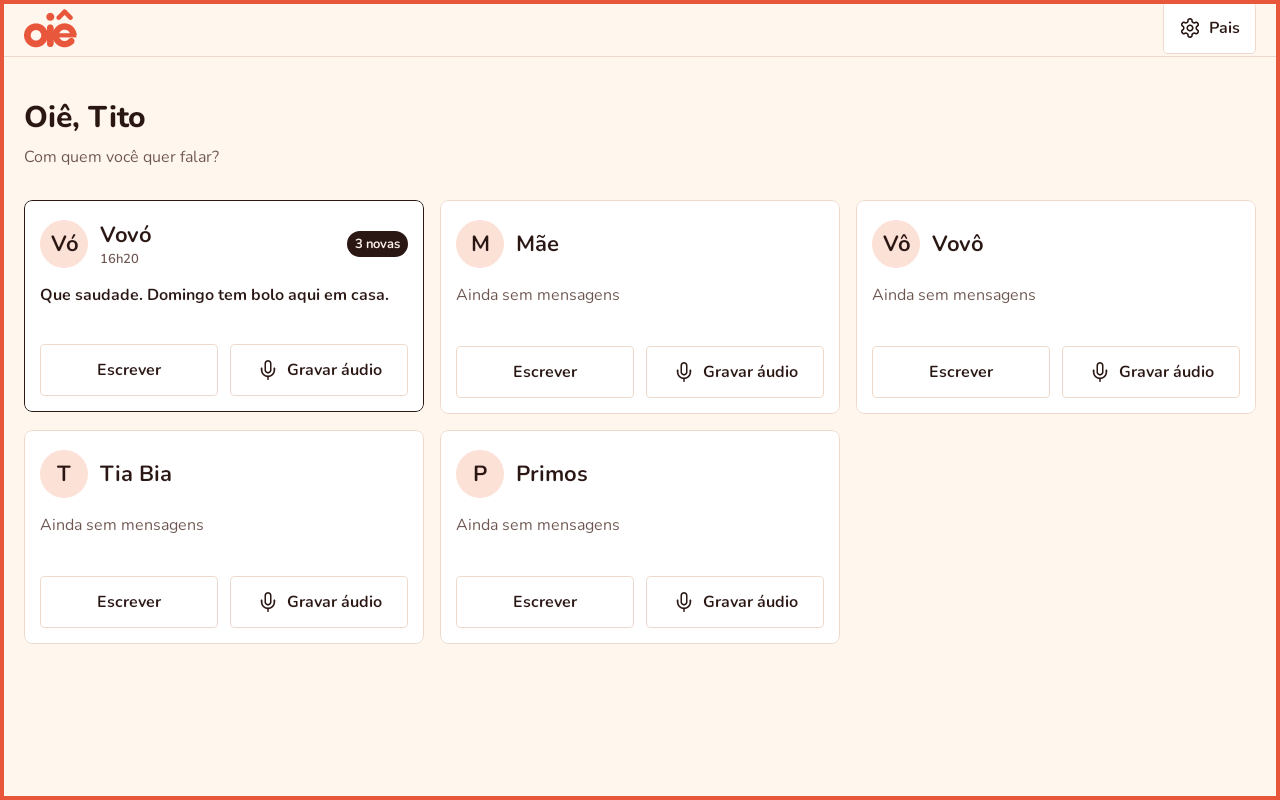 oiê
Pais
Oiê, Tito
Com quem você quer falar?
Vó
Vovó
16h20
3 novas
Que saudade. Domingo tem bolo aqui em casa.
Escrever
Gravar áudio
M
Mãe
Ainda sem mensagens
Escrever
Gravar áudio
Vô
Vovô
Ainda sem mensagens
Escrever
Gravar áudio
T
Tia Bia
Ainda sem mensagens
Escrever
Gravar áudio
P
Primos
Ainda sem mensagens
Escrever
Gravar áudio